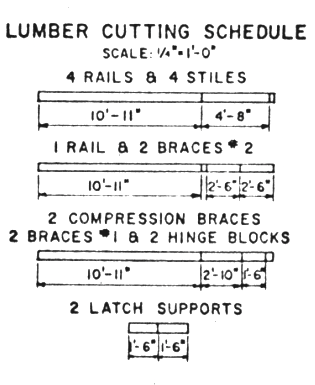 LUMBER CUTTING SCHEDULE
SCALE: 1/4"=1'-0"
4 RAILS & 4 STILES
10'-11" 4'-8"
1 RAIL & 2 BRACES #2
10'-11" 2'-6" 2'-6"
2 COMPRESSION BRACES
2 BRACES #1 & 2 HINGE BLOCKS
10'-11" 2'-10" 1'-6"
2 LATCH SUPPORTS
1'-6" 1'-6"